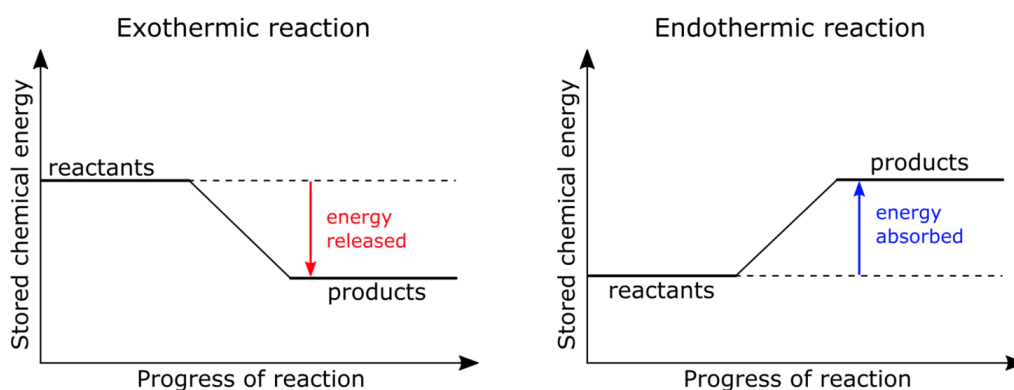 Exothermic reaction
Stored chemical energy
reactants
energy
released
products
Progress of reaction
Endothermic reaction
Stored chemical energy
products
energy
absorbed
reactants
Progress of reaction